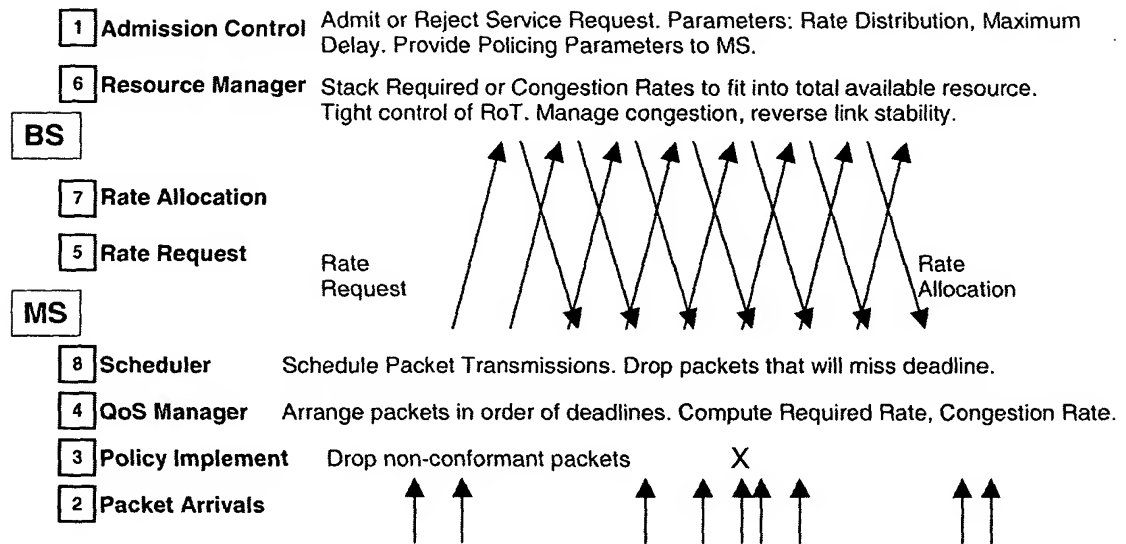 1 Admission Control Admit or Reject Service Request. Parameters: Rate Distribution, Maximum
Delay. Provide Policing Parameters to MS.
6 Resource Manager Stack Required or Congestion Rates to fit into total available resource.
Tight control of RoT. Manage congestion, reverse link stability.
BS
7 Rate Allocation
5 Rate Request
Rate
Request
Rate
Allocation
MS
8 Scheduler Schedule Packet Transmissions. Drop packets that will miss deadline.
4 QoS Manager Arrange packets in order of deadlines. Compute Required Rate, Congestion Rate.
3 Policy Implement Drop non-conformant packets X
2 Packet Arrivals